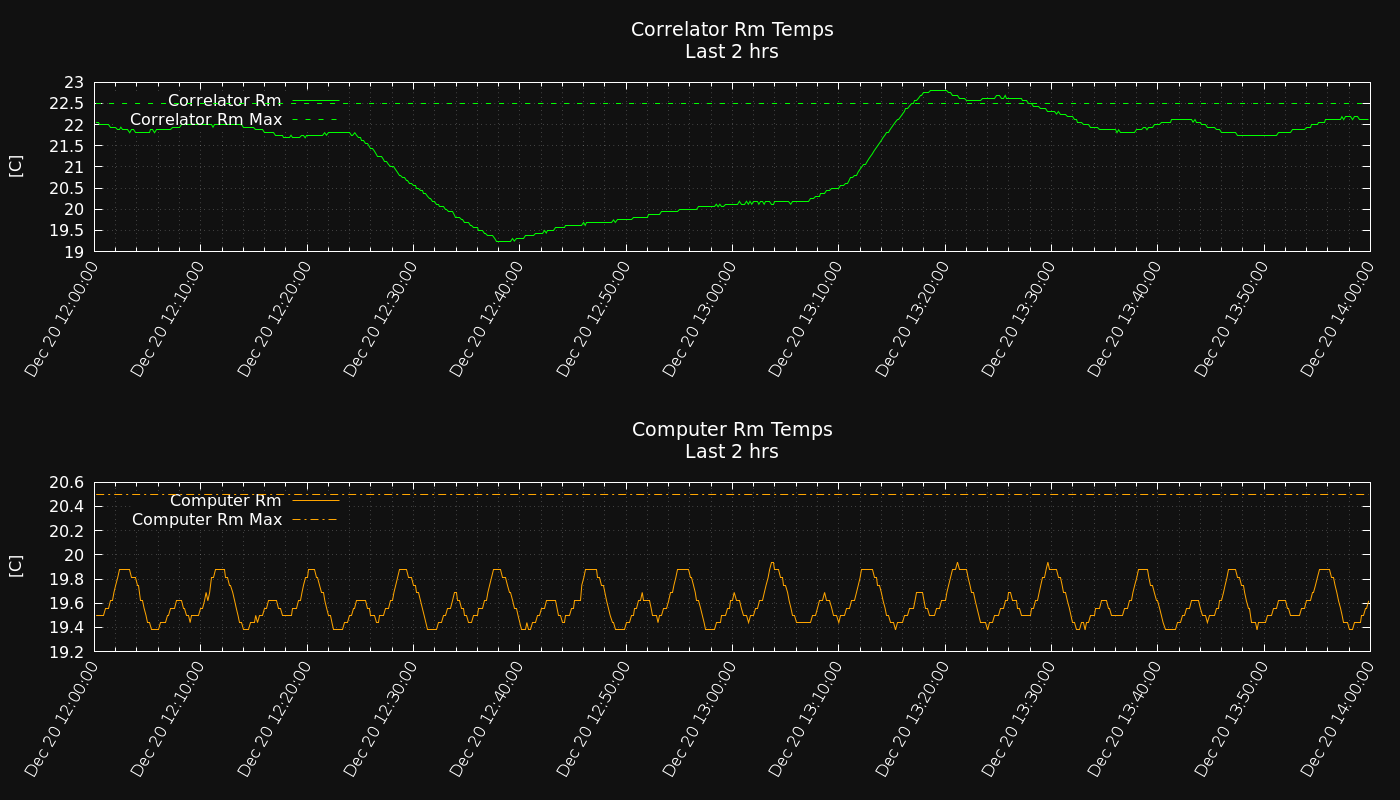 Correlator Rm Temps
Last 2 hrs
[C]
23
22.5
22
21.5
21
20.5
20
19.5
19
Correlator Rm
Correlator Rm Max
Dec 20 12:00:00
Dec 20 12:10:00
Dec 20 12:20:00
Dec 20 12:30:00
Dec 20 12:40:00
Dec 20 12:50:00
Dec 20 13:00:00
Dec 20 13:10:00
Dec 20 13:20:00
Dec 20 13:30:00
Dec 20 13:40:00
Dec 20 13:50:00
Dec 20 14:00:00
Computer Rm Temps
Last 2 hrs
[C]
20.6
20.4
20.2
20
19.8
19.6
19.4
19.2
Computer Rm
Computer Rm Max
Dec 20 12:00:00
Dec 20 12:10:00
Dec 20 12:20:00
Dec 20 12:30:00
Dec 20 12:40:00
Dec 20 12:50:00
Dec 20 13:00:00
Dec 20 13:10:00
Dec 20 13:20:00
Dec 20 13:30:00
Dec 20 13:40:00
Dec 20 13:50:00
Dec 20 14:00:00